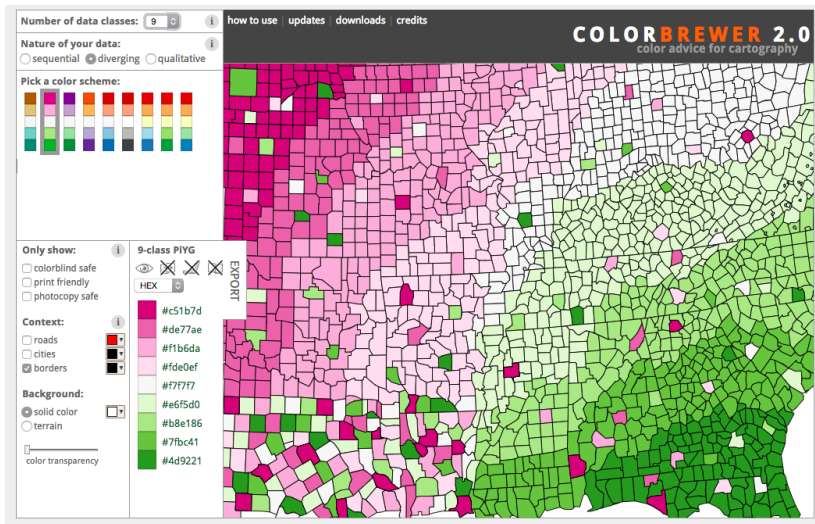 Number of data classes: 9 i
how to use | updates | downloads | credits
COLORBREWER 2.0
color advice for cartography
Nature of your data: i
sequential diverging qualitative
Pick a color scheme:
Only show: i
colorblind safe
print friendly
photocopy safe
Context: i
roads
cities
borders
Background:
solid color
terrain
color transparency
9-class PiYG
EXPORT
HEX
#c51b7d
#de77ae
#f1b6da
#fde0ef
#f7f7f7
#e6f5d0
#b8e186
#7fbc41
#4d9221